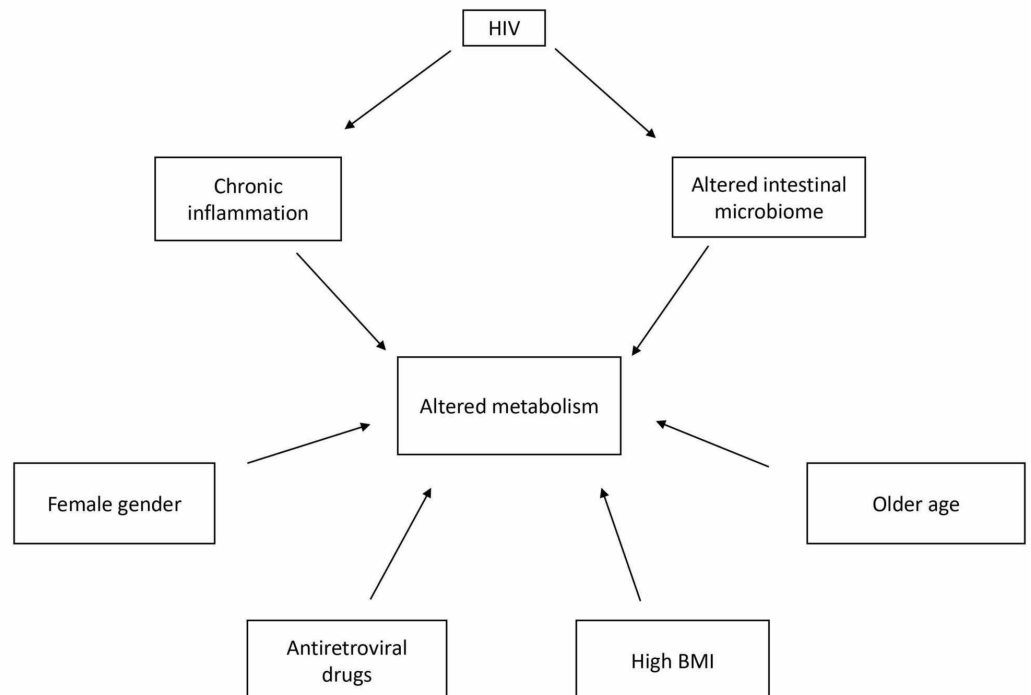 HIV
Chronic
inflammation
Altered intestinal
microbiome
Altered metabolism
Female gender
Older age
Antiretroviral
drugs
High BMI